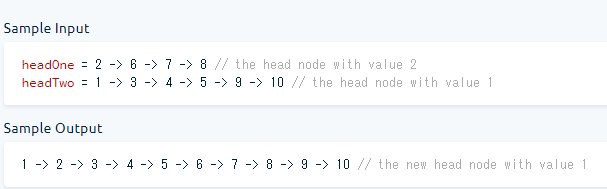 Sample Input
headOne = 2 -> 6 -> 7 -> 8 // the head node with value 2
headTwo = 1 -> 3 -> 4 -> 5 -> 9 -> 10 // the head node with value 1
Sample Output
1 -> 2 -> 3 -> 4 -> 5 -> 6 -> 7 -> 8 -> 9 -> 10 // the new head node with value 1